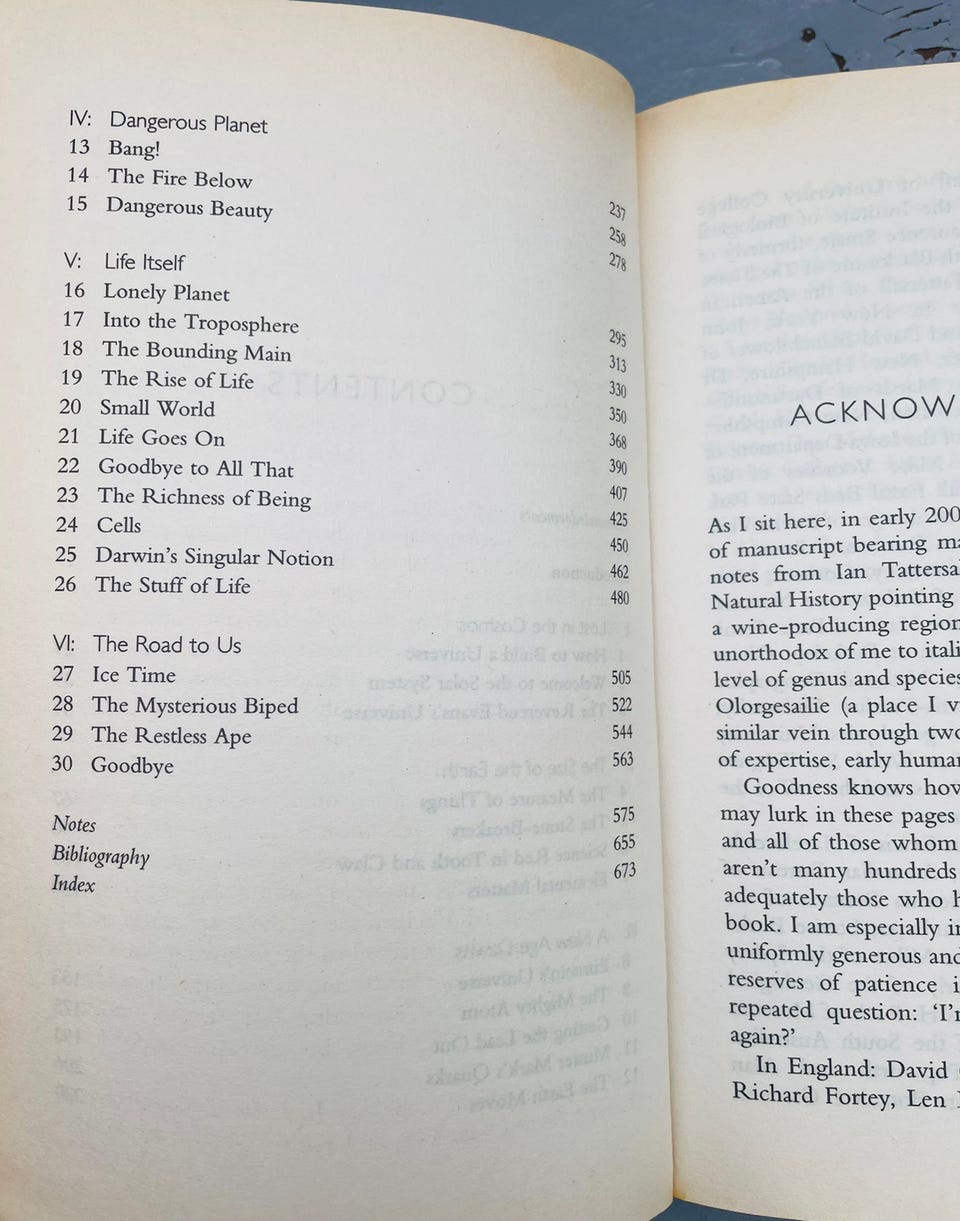 IV: Dangerous Planet
13 Bang! 237
14 The Fire Below 258
15 Dangerous Beauty 278
V: Life Itself
16 Lonely Planet 295
17 Into the Troposphere 313
18 The Bounding Main 330
19 The Rise of Life 350
20 Small World 368
21 Life Goes On 390
22 Goodbye to All That 407
23 The Richness of Being 425
24 Cells 450
25 Darwin's Singular Notion 462
26 The Stuff of Life 480
VI: The Road to Us
27 Ice Time 505
28 The Mysterious Biped 522
29 The Restless Ape 544
30 Goodbye 563
Notes 575
Bibliography 655
Index 673
ACKNOW
As I sit here, in early 200
of manuscript bearing ma
notes from Ian Tattersal
Natural History pointing
a wine-producing region
unorthodox of me to itali
level of genus and species
Olorgesailie (a place I v
similar vein through two
of expertise, early human
Goodness knows how
may lurk in these pages
and all of those whom
aren't many hundreds
adequately those who h
book. I am especially in
uniformly generous and
reserves of patience i
repeated question: 'I'm
again?'
In England: David
Richard Fortey, Len